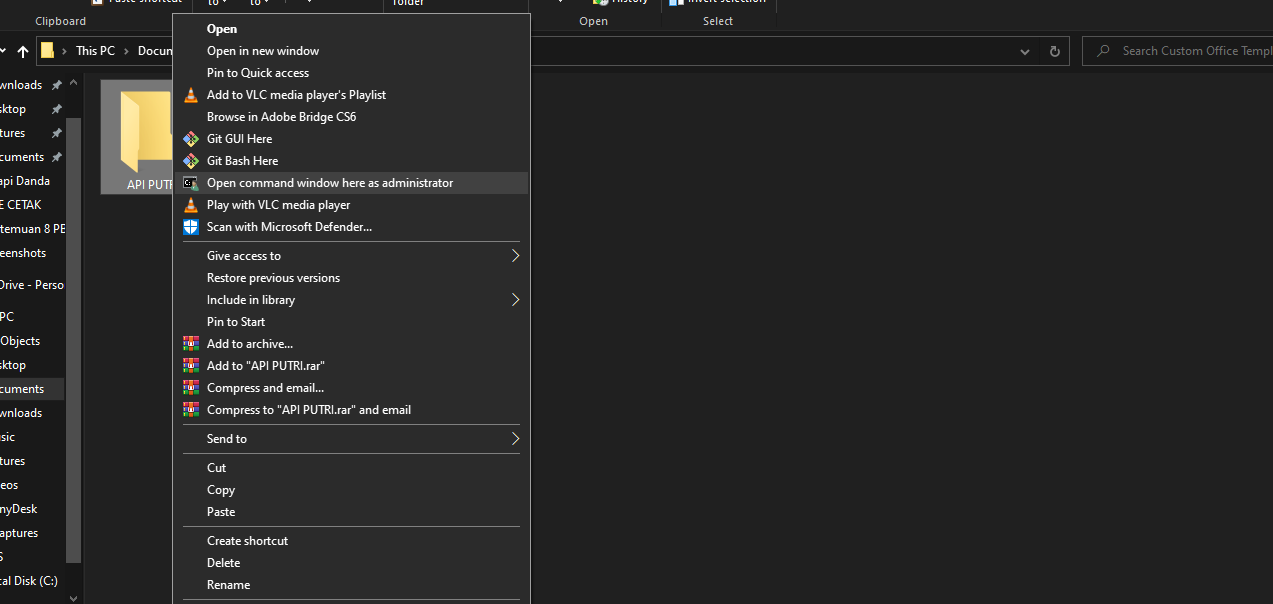 Paste shortcut
to
to
folder
History
Invert selection
Clipboard
Open
Select
This PC
Docum
Search Custom Office Templ
wnloads
sktop
tures
cuments
api Danda
E CETAK
temuan 8 PE
eenshots
Drive - Perso
PC
Objects
sktop
cuments
wnloads
sic
tures
eos
nyDesk
aptures
S
cal Disk (C:)
API PUTR
Open
Open in new window
Pin to Quick access
Add to VLC media player's Playlist
Browse in Adobe Bridge CS6
Git GUI Here
Git Bash Here
Open command window here as administrator
Play with VLC media player
Scan with Microsoft Defender...
Give access to
Restore previous versions
Include in library
Pin to Start
Add to archive...
Add to "API PUTRI.rar"
Compress and email...
Compress to "API PUTRI.rar" and email
Send to
Cut
Copy
Paste
Create shortcut
Delete
Rename